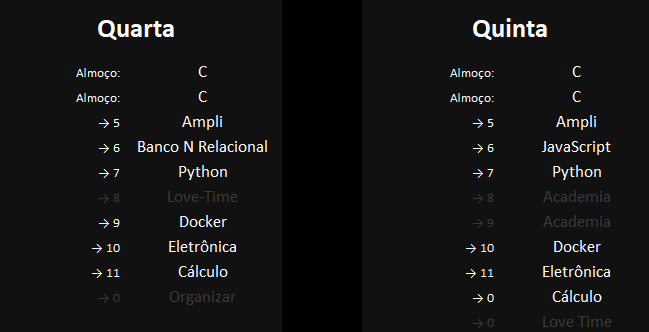 Quarta
Almoço: C
Almoço: C
→ 5 Ampli
→ 6 Banco N Relacional
→ 7 Python
→ 8 Love-Time
→ 9 Docker
→ 10 Eletrônica
→ 11 Cálculo
→ 0 Organizar
Quinta
Almoço: C
Almoço: C
→ 5 Ampli
→ 6 JavaScript
→ 7 Python
→ 8 Academia
→ 9 Academia
→ 10 Docker
→ 11 Eletrônica
→ 0 Cálculo
→ 0 Love Time